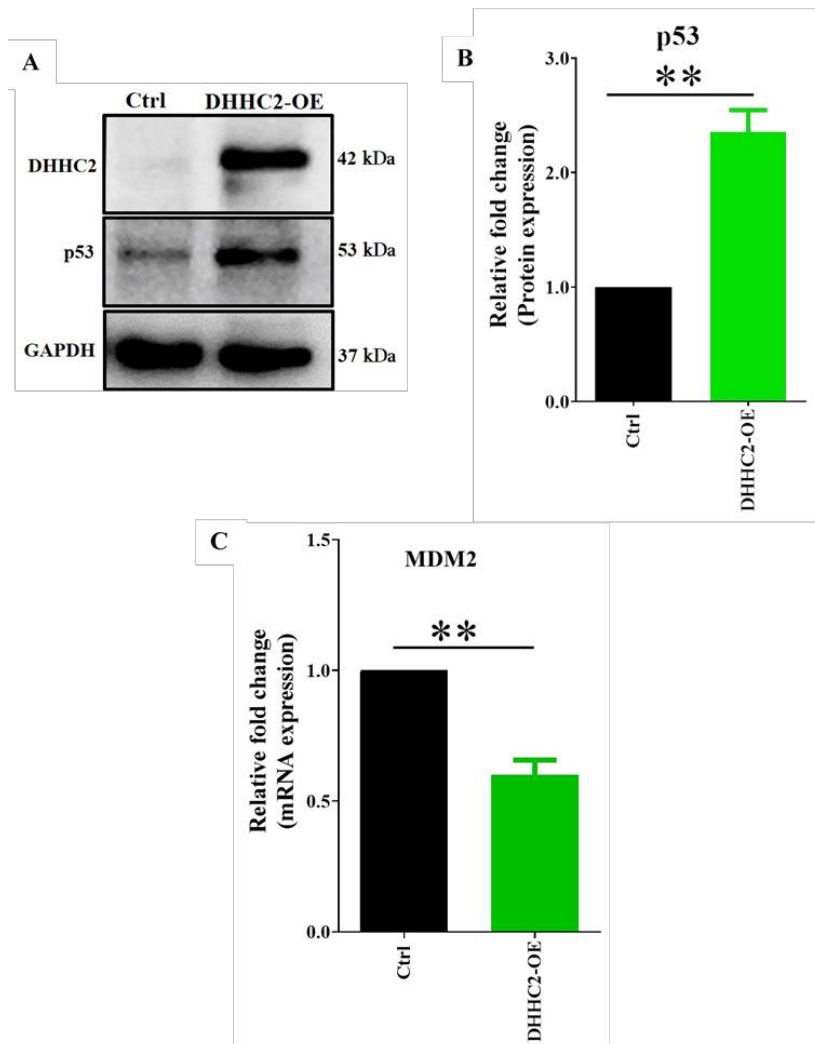 A
Ctrl DHHC2-OE
DHHC2 42 kDa
p53 53 kDa
GAPDH 37 kDa
B
p53
**
Relative fold change
(Protein expression)
3.0
2.0
1.0
0.0
Ctrl
DHHC2-OE
C
MDM2
**
Relative fold change
(mRNA expression)
1.5
1.0
0.5
0.0
Ctrl
DHHC2-OE